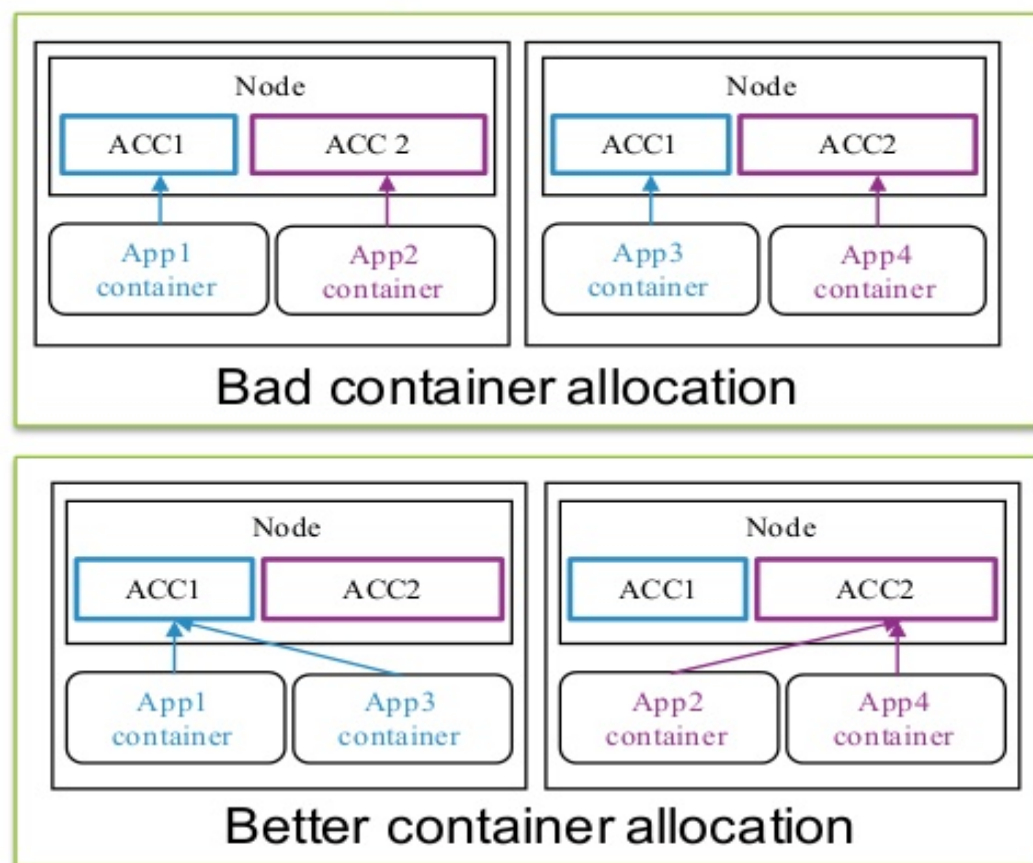 Node
Node
ACC1
ACC 2
ACC1
ACC2
App1
container
App2
container
App3
container
App4
container
Bad container allocation
Node
Node
ACC1
ACC2
ACC1
ACC2
App1
container
App3
container
App2
container
App4
container
Better container allocation